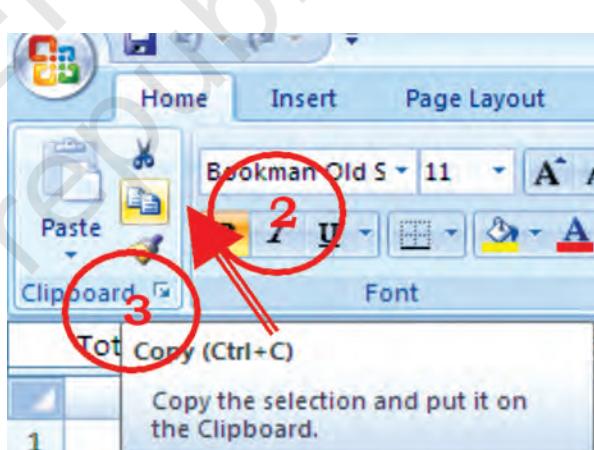 Home Insert Page Layout
Bookman Old S 11 A
2
Paste I U A
Clipboard Font
3
Tot
Copy (Ctrl+C)
Copy the selection and put it on
the Clipboard.
1